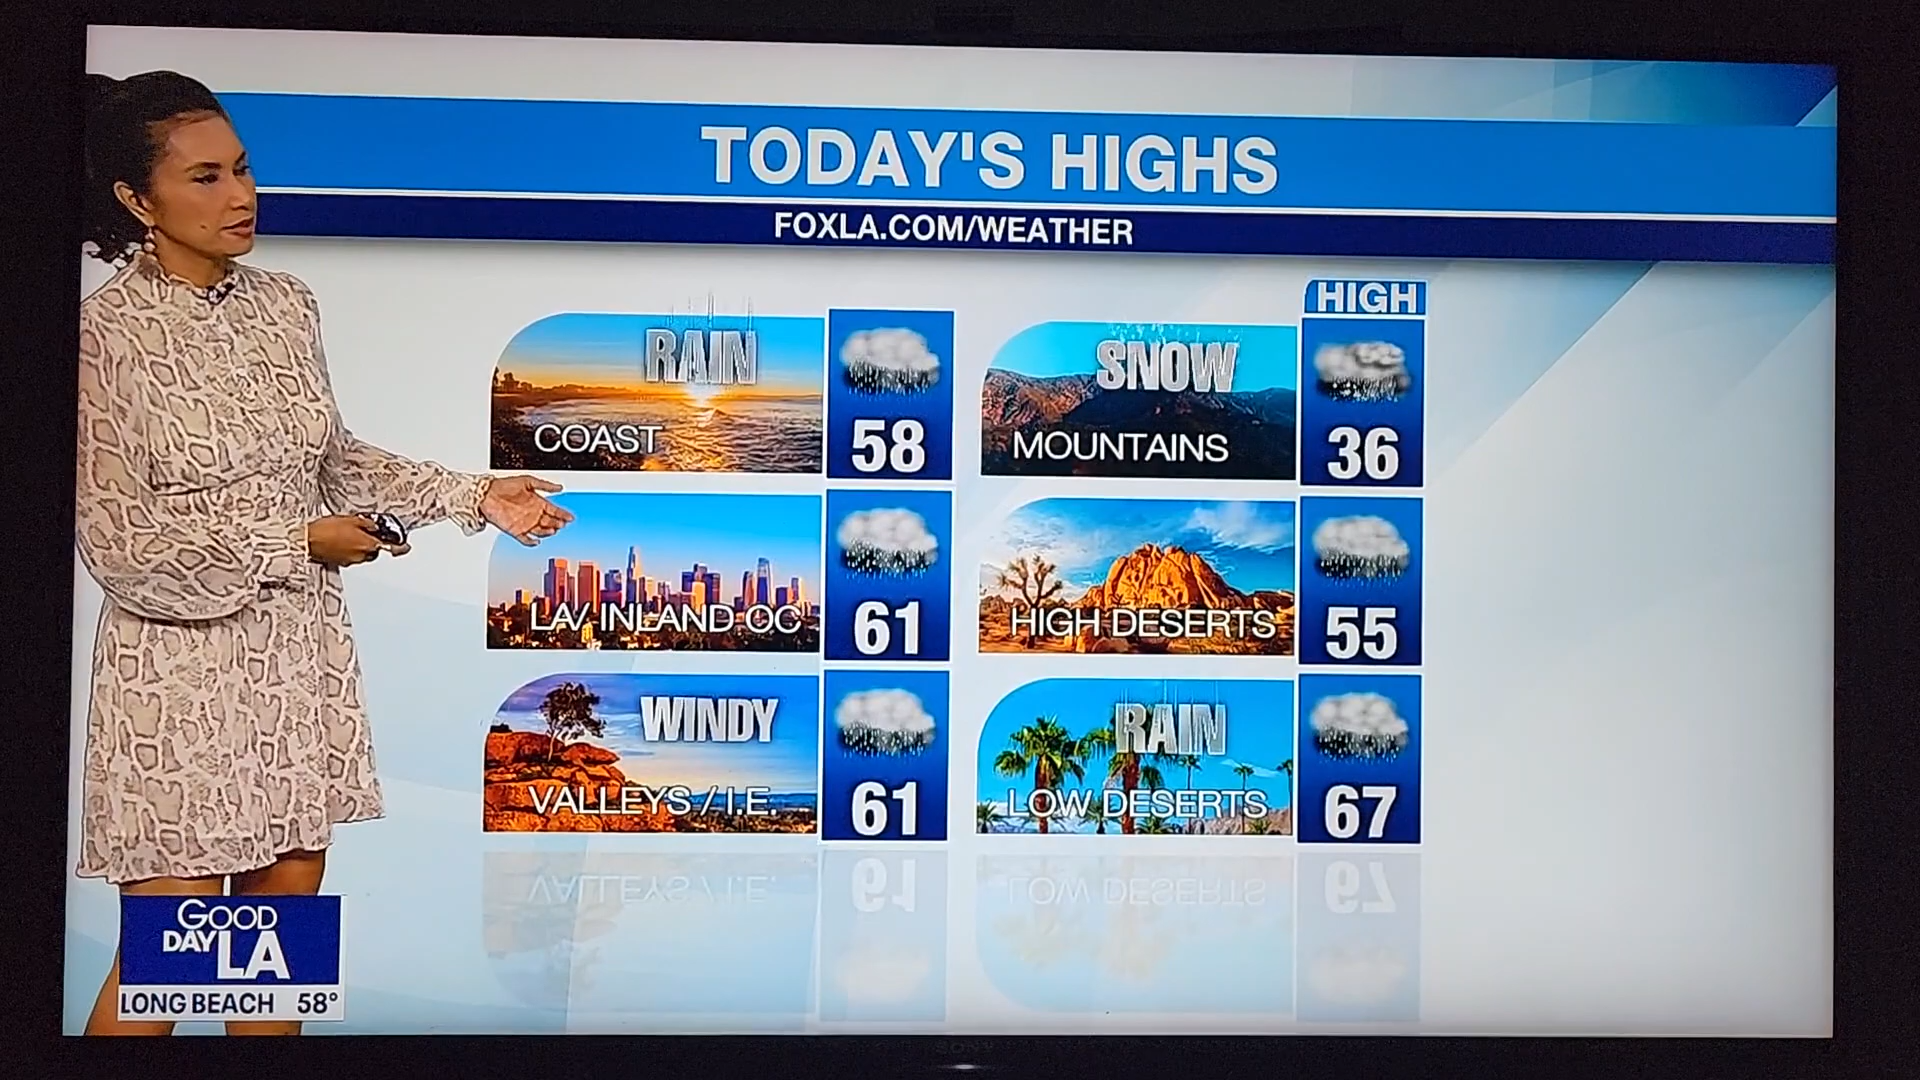 TODAY'S HIGHS
FOXLA.COM/WEATHER
RAIN
COAST
58
HIGH
SNOW
MOUNTAINS
36
LA/ INLAND OC
61
HIGH DESERTS
55
WINDY
VALLEYS / I.E.
61
RAIN
LOW DESERTS
67
GOOD
DAY LA
LONG BEACH 58°
SONY